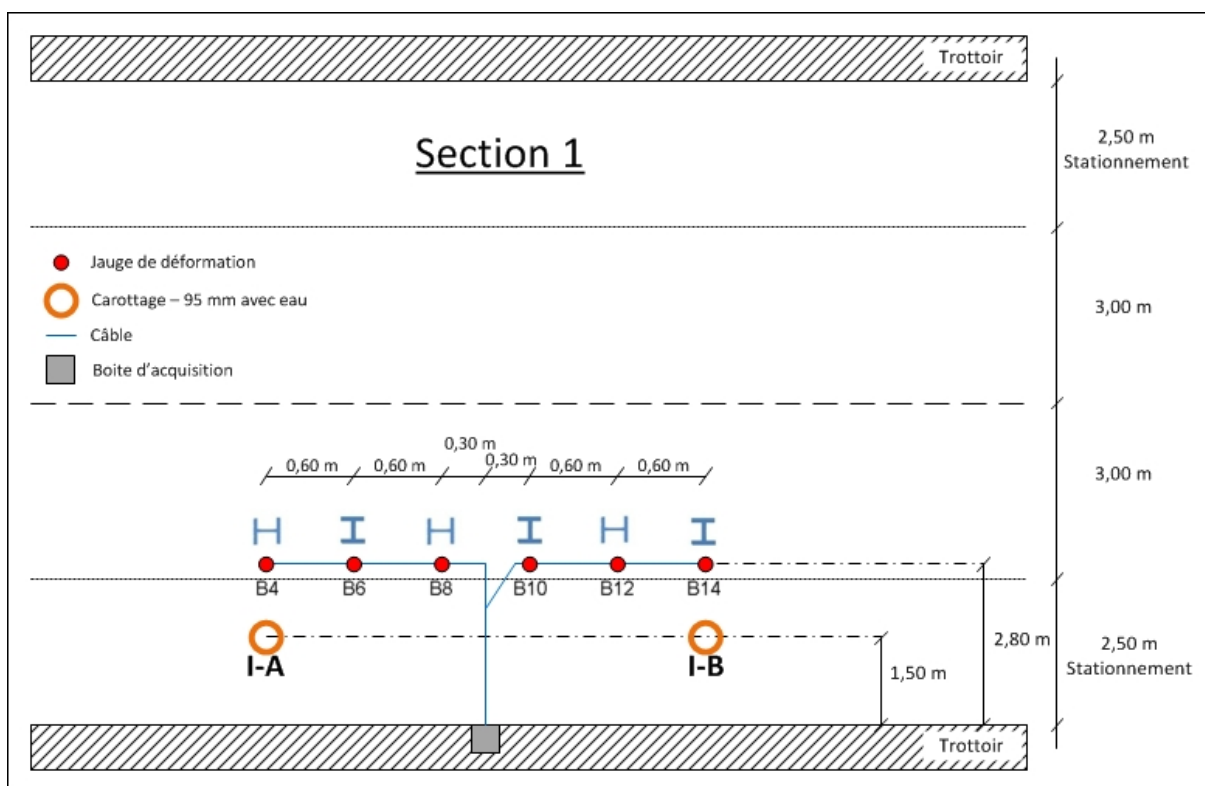 Trottoir
Section 1
2,50 m
Stationnement
Jauge de déformation
Carottage – 95 mm avec eau
Câble
Boite d'acquisition
3,00 m
0,30 m
0,60 m 0,60 m 0,30 m 0,60 m 0,60 m
3,00 m
H I H I H I
B4 B6 B8 B10 B12 B14
I-A I-B
1,50 m
2,80 m
2,50 m
Stationnement
Trottoir